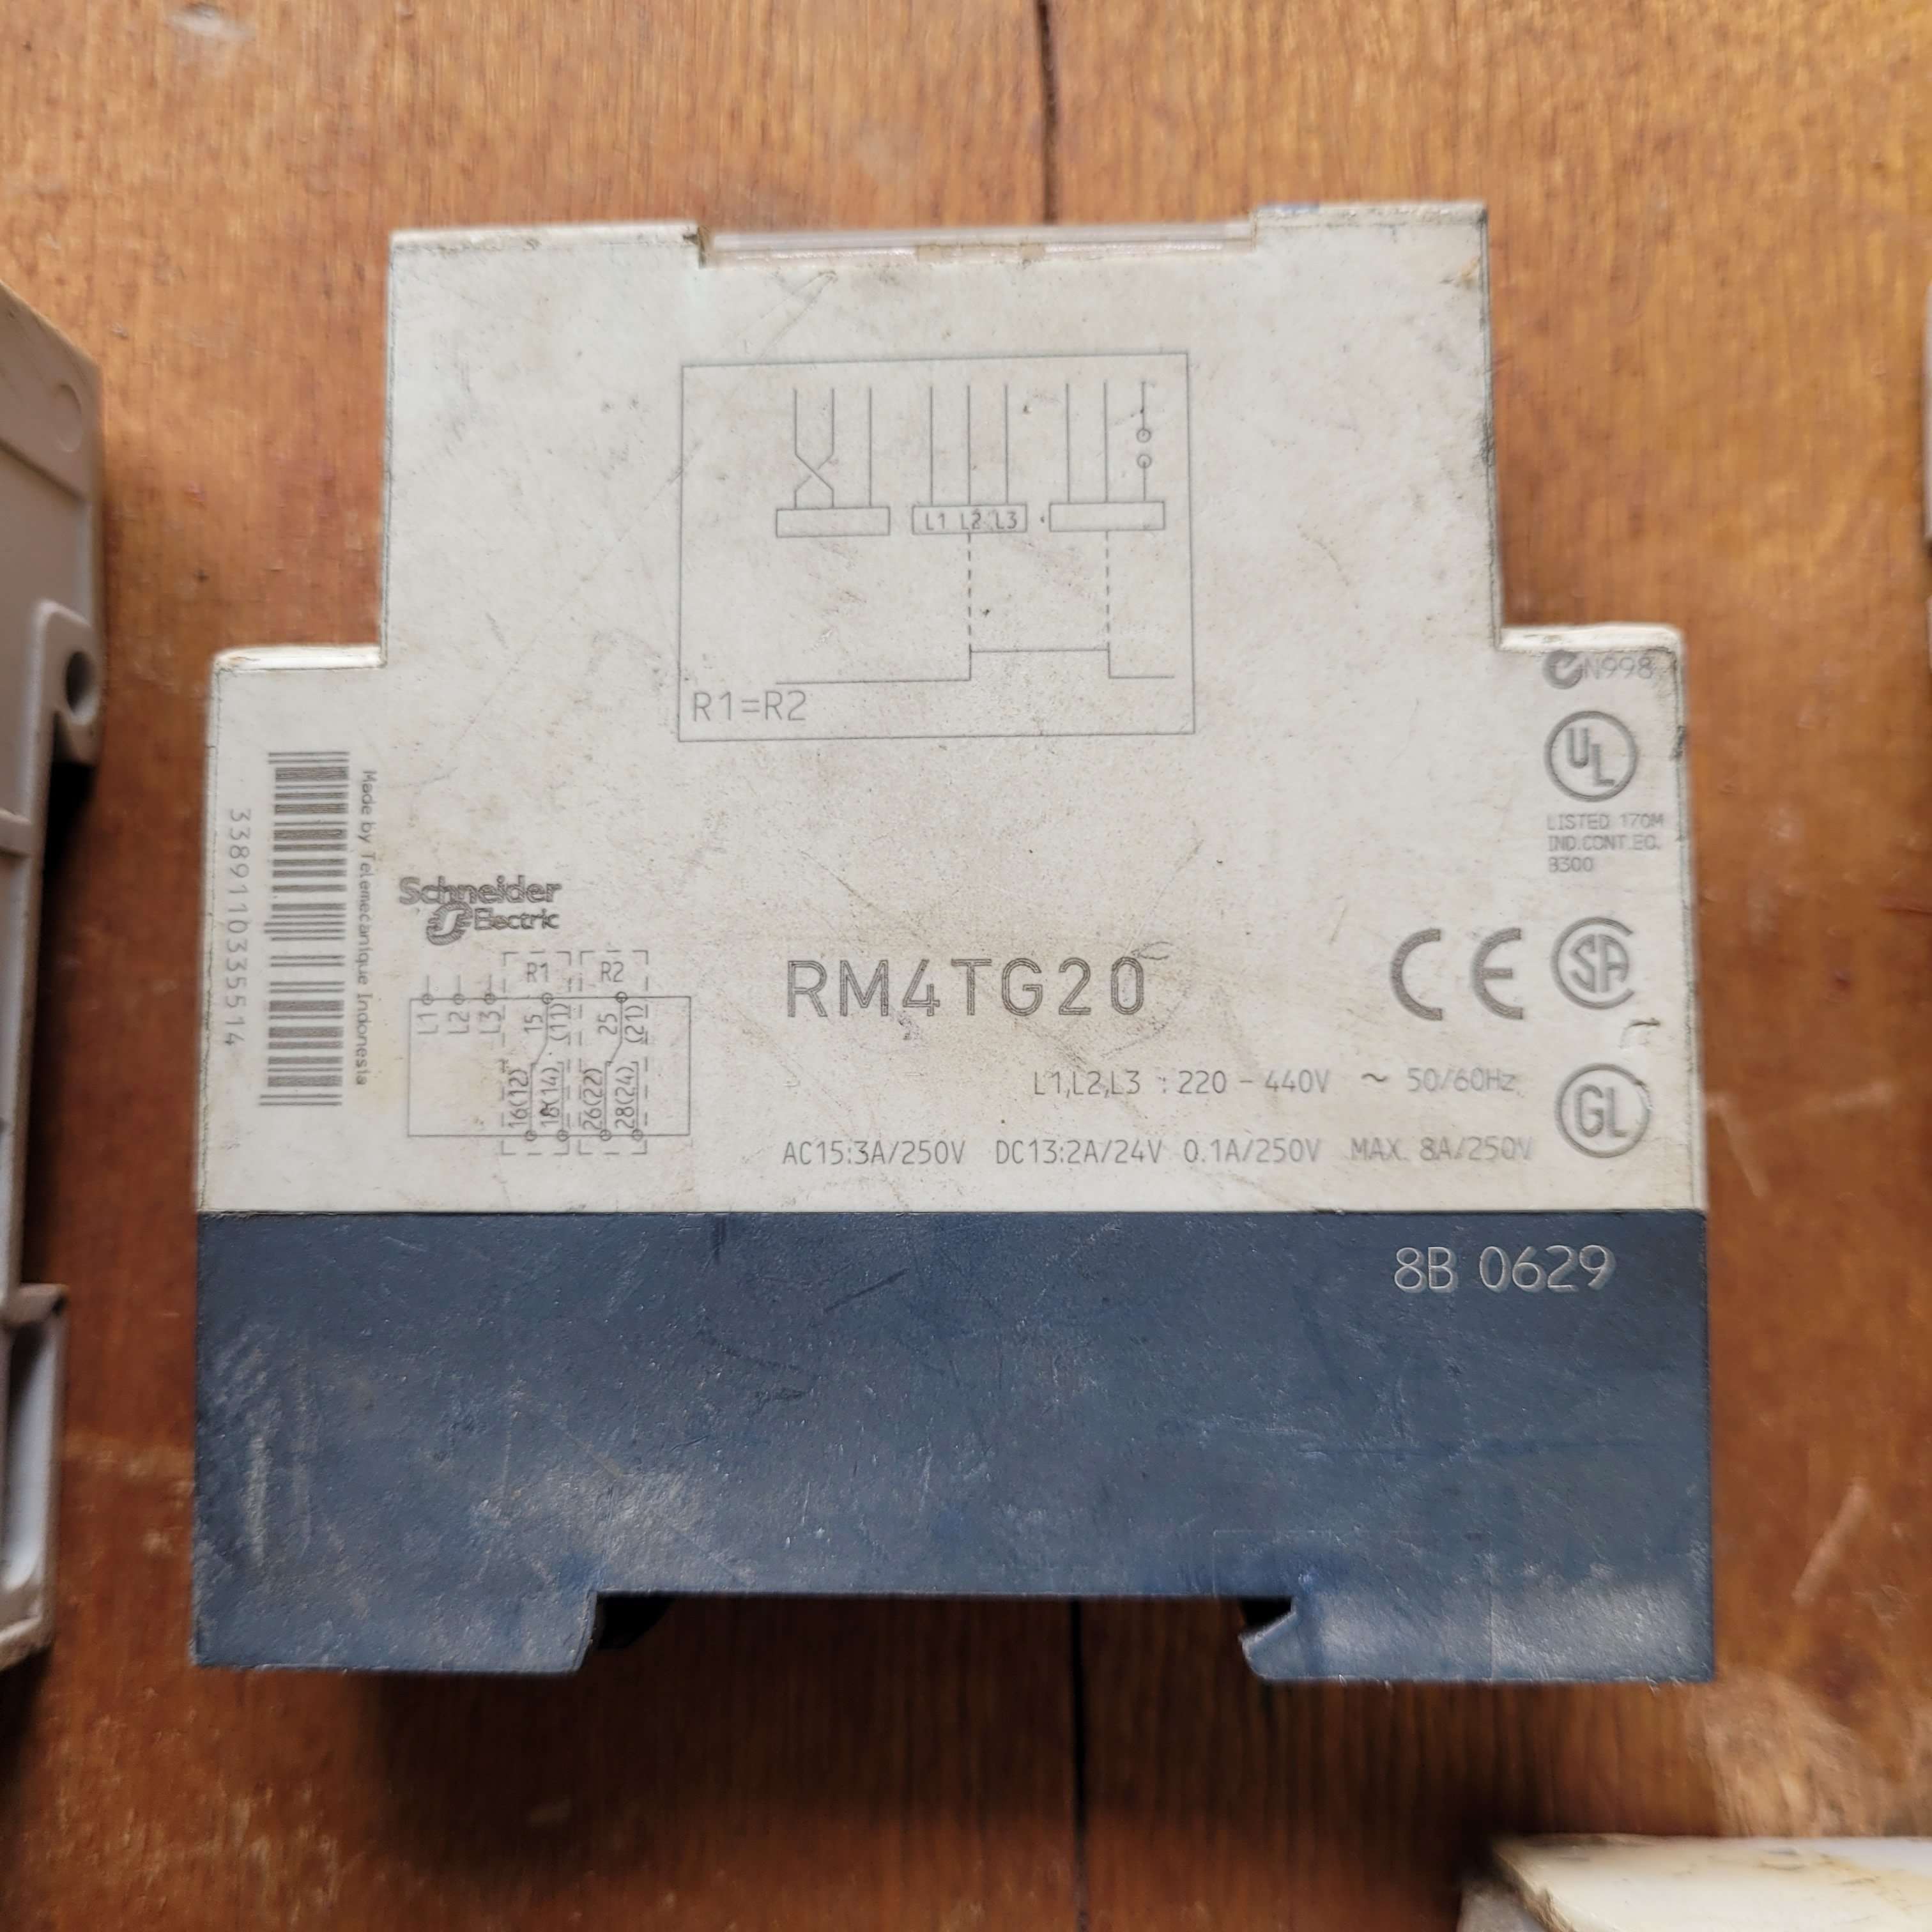 L1 L2 L3
R1=R2
N998
UL
LISTED 170M
IND.CONT.EQ.
B300
3389110335514
Made by Telemecanique Indonesia
Schneider
Electric
R1 R2
L1 L2 L3 15 (11) 25 (21)
16(12) 18(14) 26(22) 28(24)
RM4TG20
CE SA
L1,L2,L3 : 220 - 440V ~ 50/60Hz
GL
AC15:3A/250V DC13:2A/24V 0.1A/250V MAX. 8A/250V
8B 0629